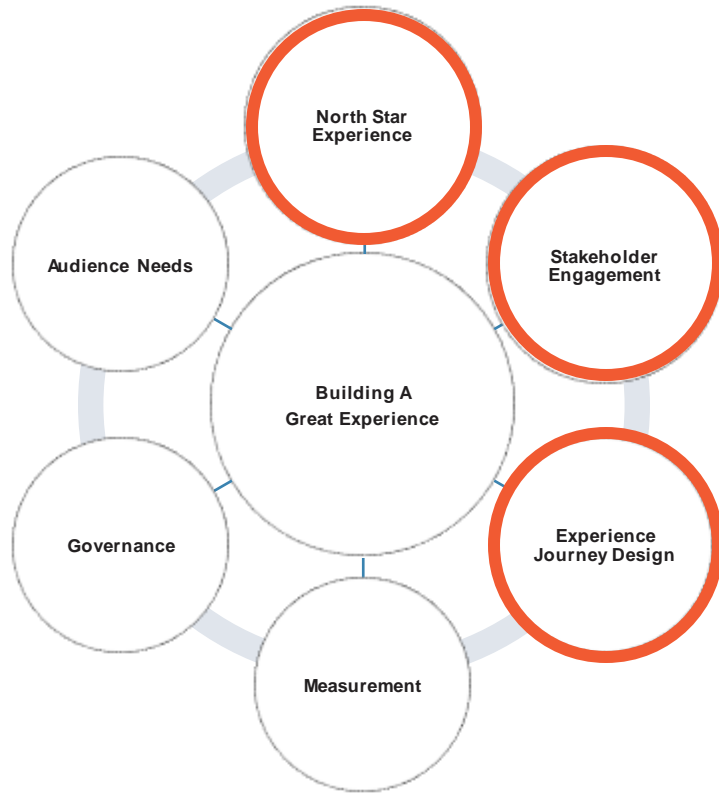 North Star
Experience
Stakeholder
Engagement
Audience Needs
Building A
Great Experience
Experience
Journey Design
Governance
Measurement